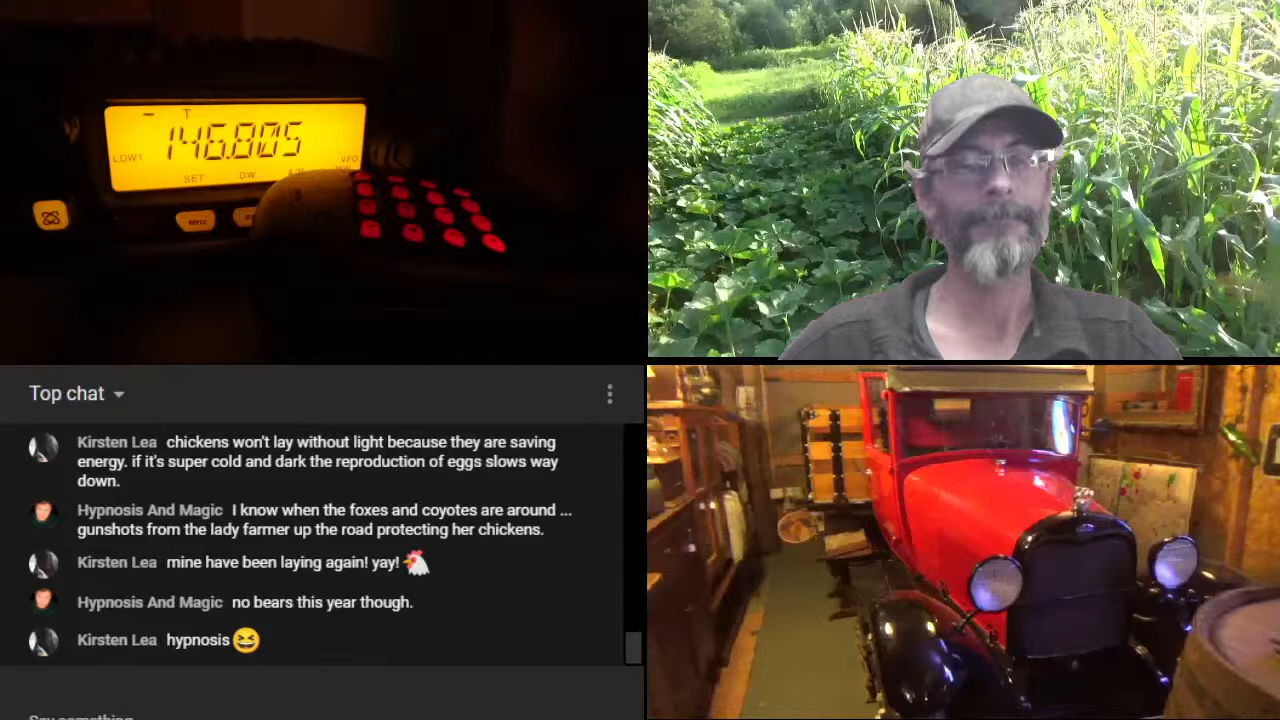 T
146.805
LOW1
VFO
SET
D.W
MHz
Top chat
Kirsten Lea chickens won't lay without light because they are saving
energy. if it's super cold and dark the reproduction of eggs slows way
down.
Hypnosis And Magic I know when the foxes and coyotes are around ...
gunshots from the lady farmer up the road protecting her chickens.
Kirsten Lea mine have been laying again! yay! 🐔
Hypnosis And Magic no bears this year though.
Kirsten Lea hypnosis 😆
Say something